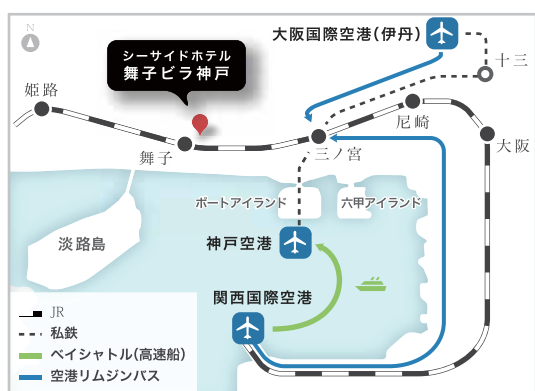 N
大阪国際空港(伊丹)
シーサイドホテル
舞子ビラ神戸
十三
姫路
尼崎
大阪
舞子
三ノ宮
ポートアイランド
六甲アイランド
淡路島
神戸空港
関西国際空港
JR
私鉄
ベイシャトル(高速船)
空港リムジンバス